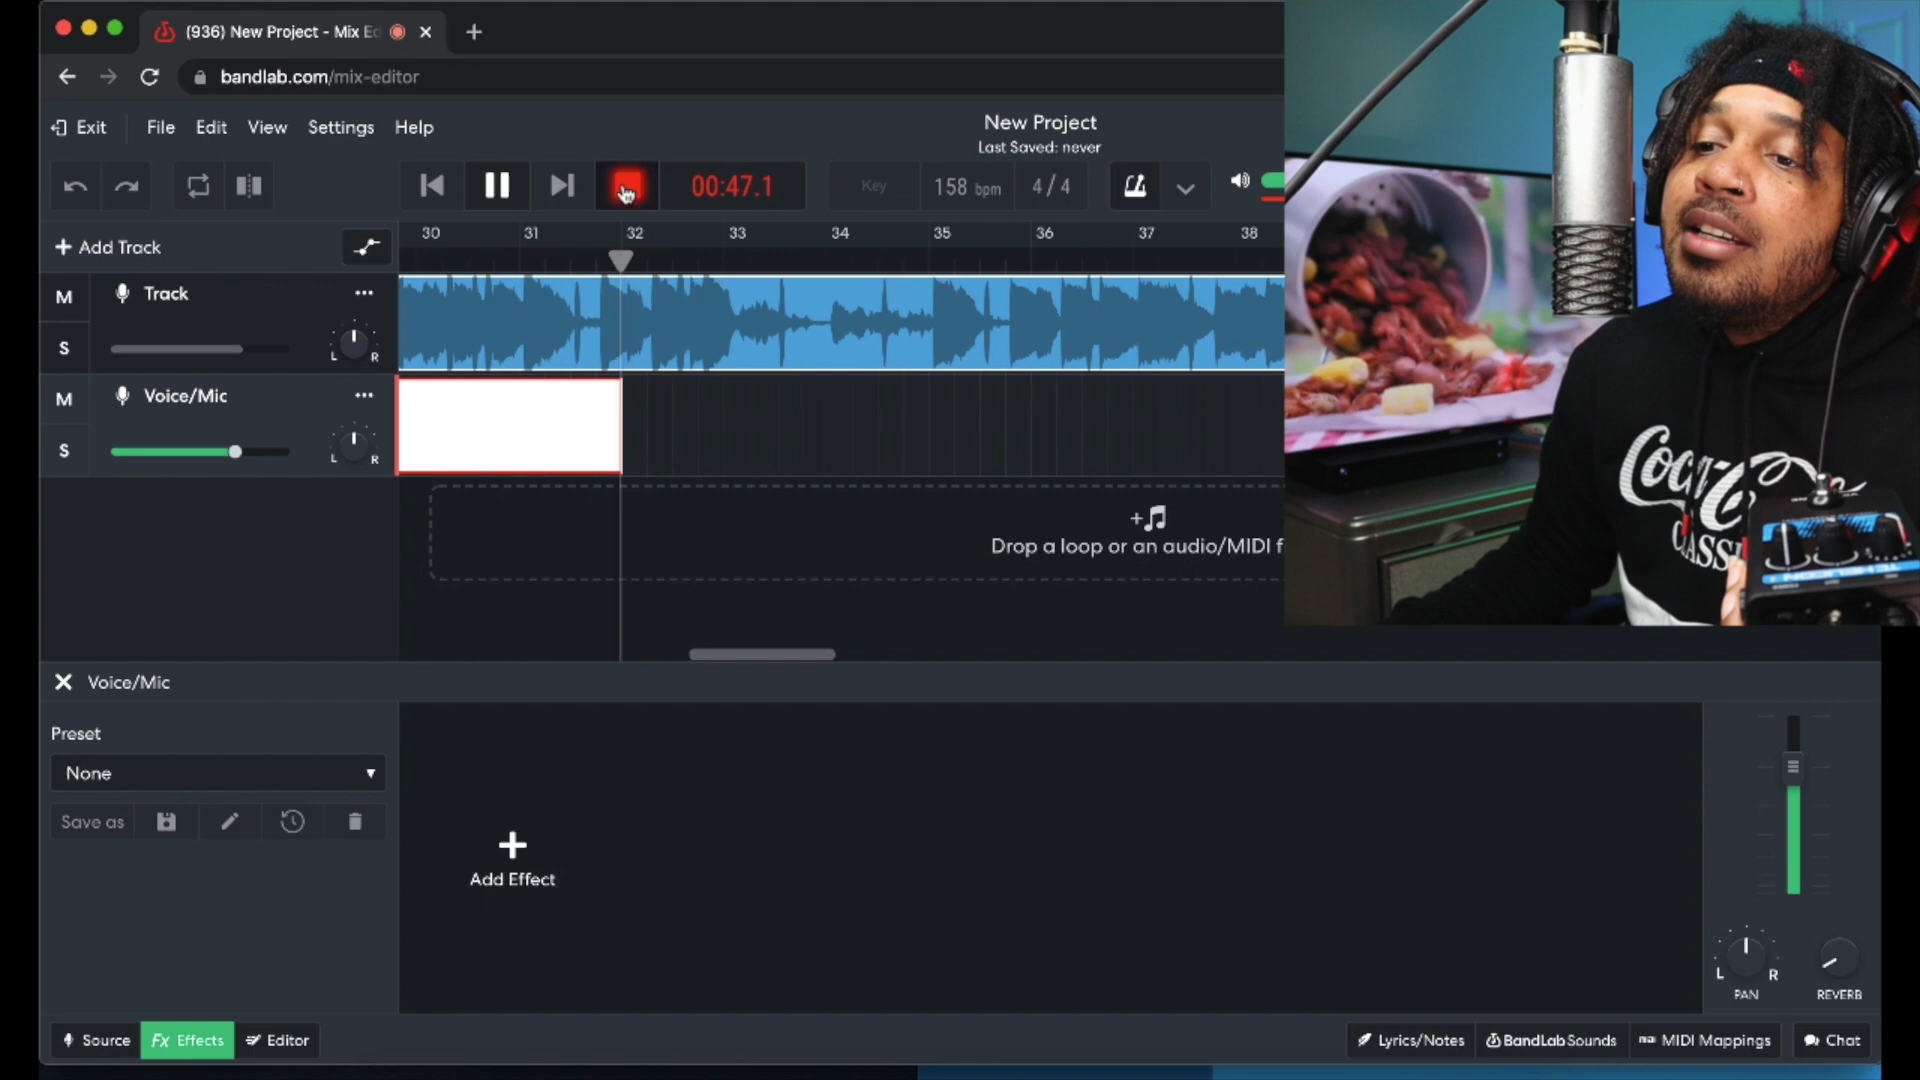 (936) New Project - Mix Ed
bandlab.com/mix-editor
Exit File Edit View Settings Help
New Project
Last Saved: never
00:47.1
Key
158 bpm
4/4
30 31 32 33 34 35 36 37 38
+ Add Track
M
Track
S
L R
M
Voice/Mic
S
L R
Drop a loop or an audio/MIDI f
Voice/Mic
Preset
None
Save as
Add Effect
L R
PAN
REVERB
Source
Fx Effects
Editor
Lyrics/Notes
BandLab Sounds
MIDI Mappings
Chat
Coca-C
CLASS